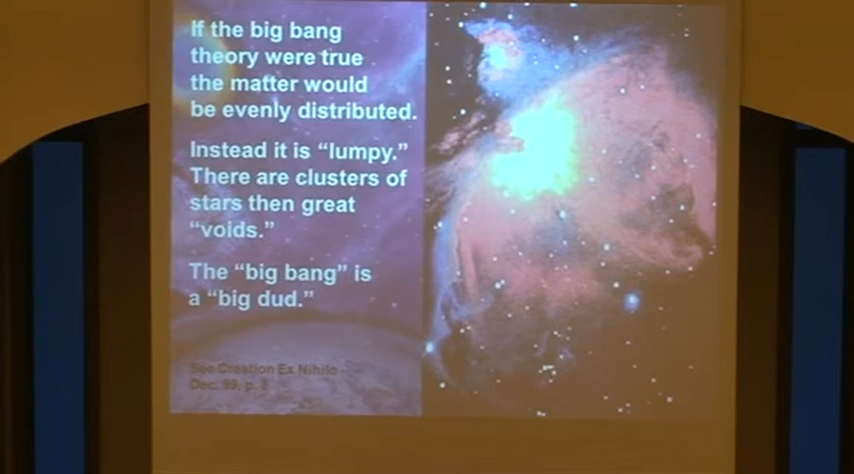 If the big bang
theory were true
the matter would
be evenly distributed.
Instead it is “lumpy.”
There are clusters of
stars then great
“voids.”
The “big bang” is
a “big dud.”
See Creation Ex Nihilo
Dec. 99, p. 3